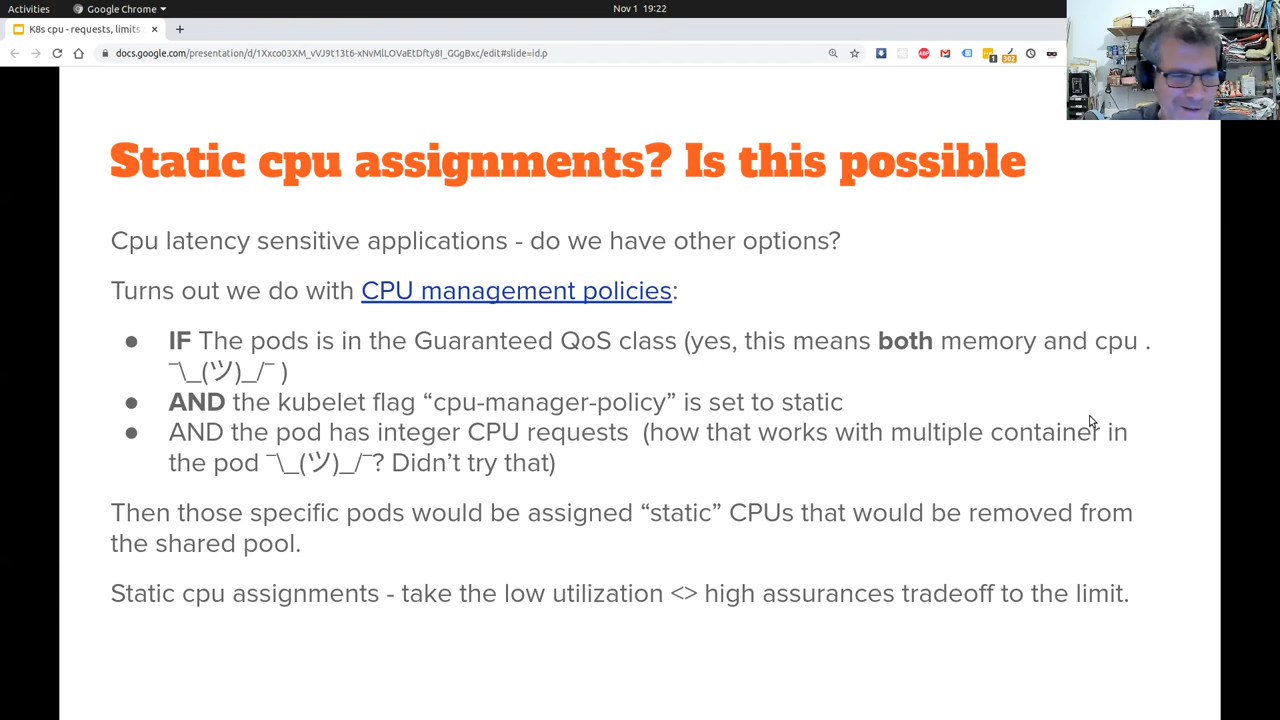 Activities
Google Chrome
Nov 1 19:22
K8s cpu - requests, limits
docs.google.com/presentation/d/1Xxco03XM_vVJ9t13t6-xNvMlLOVaEtDfty8I_GGgBxc/edit#slide=id.p
ABP
1
302
Static cpu assignments? Is this possible
Cpu latency sensitive applications - do we have other options?
Turns out we do with CPU management policies:
● IF The pods is in the Guaranteed QoS class (yes, this means both memory and cpu .
¯\_(ツ)_/¯ )
● AND the kubelet flag “cpu-manager-policy” is set to static
● AND the pod has integer CPU requests (how that works with multiple container in
the pod ¯\_(ツ)_/¯? Didn’t try that)
Then those specific pods would be assigned “static” CPUs that would be removed from
the shared pool.
Static cpu assignments - take the low utilization <> high assurances tradeoff to the limit.